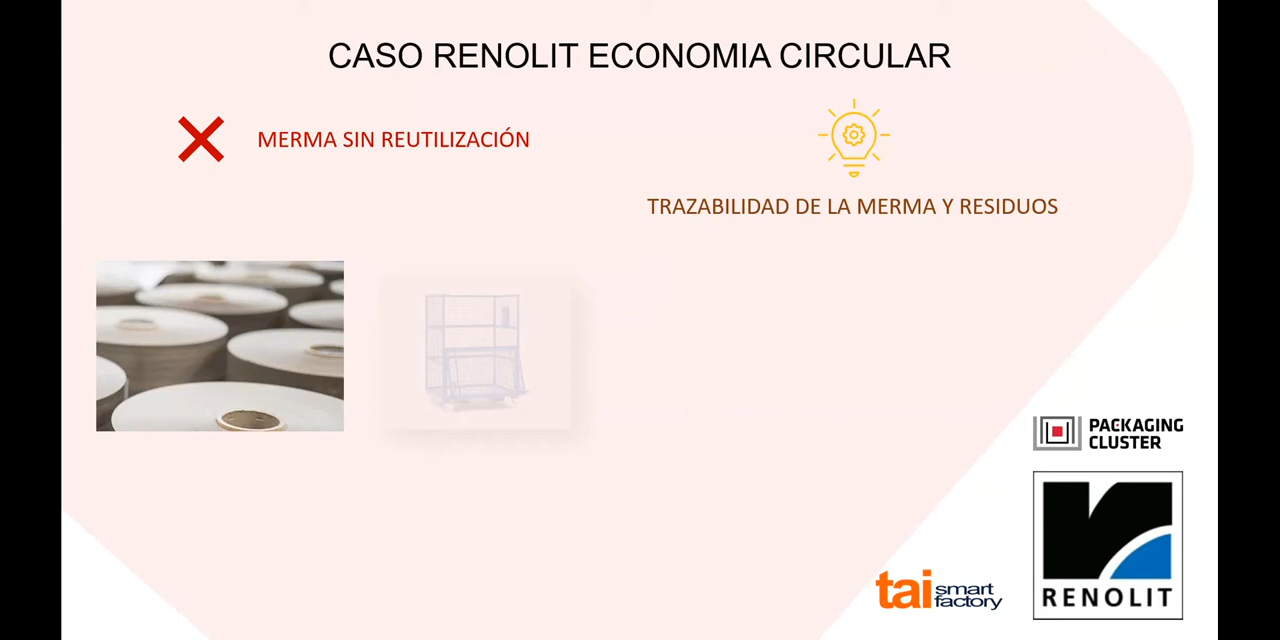 CASO RENOLIT ECONOMIA CIRCULAR
MERMA SIN REUTILIZACIÓN
TRAZABILIDAD DE LA MERMA Y RESIDUOS
PACKAGING
CLUSTER
tai smart
factory
RENOLIT